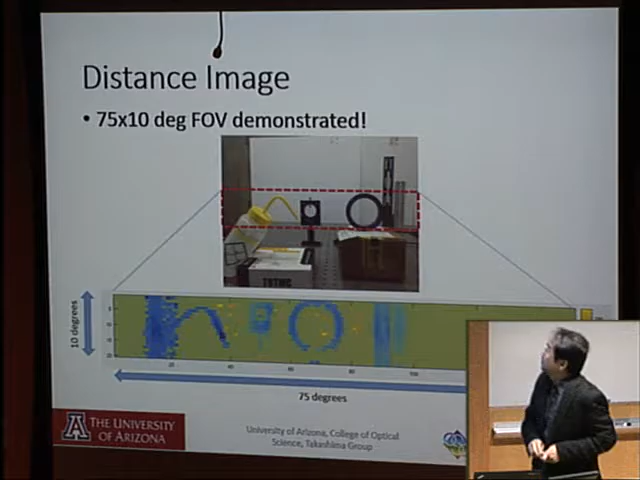 Distance Image
• 75x10 deg FOV demonstrated!
10 degrees
75 degrees
THE UNIVERSITY
OF ARIZONA
University of Arizona, College of Optical
Science, Takashima Group